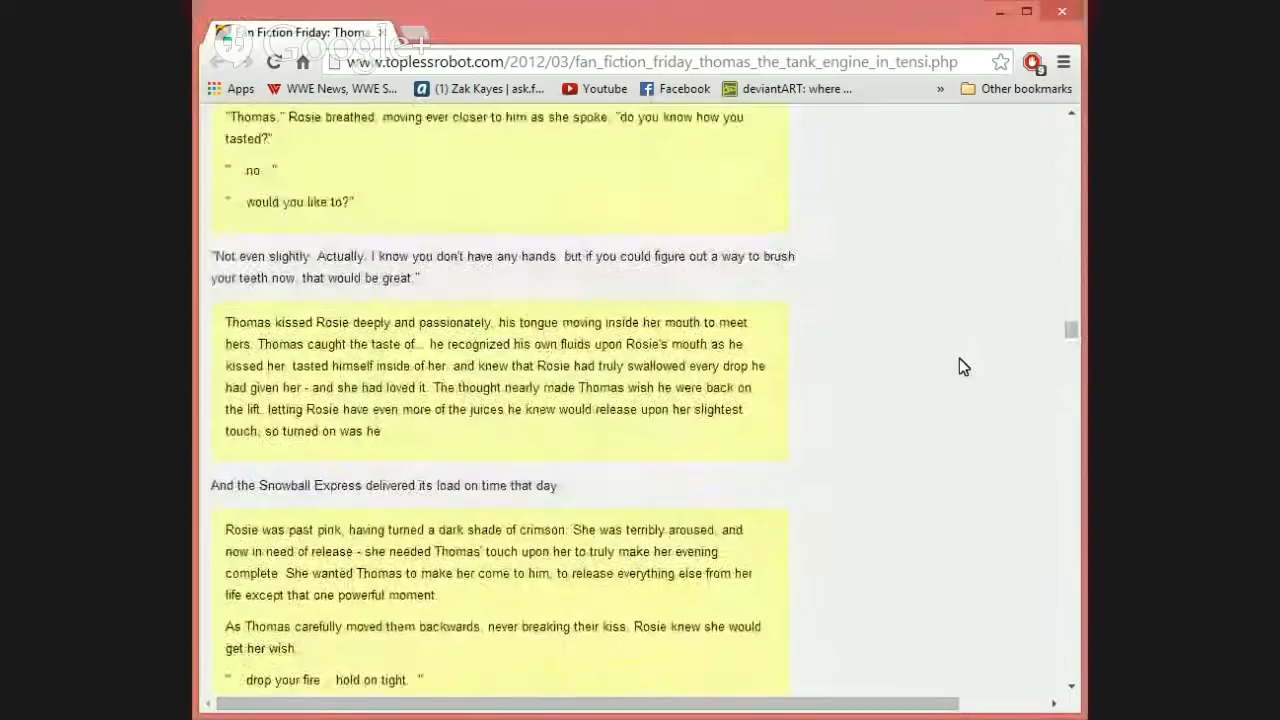 Fan Fiction Friday: Thoma
Google+
www.toplessrobot.com/2012/03/fan_fiction_friday_thomas_the_tank_engine_in_tensi.php
9
Apps WWE News, WWE S... (1) Zak Kayes | ask.f... Youtube Facebook deviantART: where ... » Other bookmarks
"Thomas," Rosie breathed, moving ever closer to him as she spoke, "do you know how you
tasted?"
" no "
" would you like to?"
"Not even slightly. Actually, I know you don't have any hands, but if you could figure out a way to brush
your teeth now, that would be great."
Thomas kissed Rosie deeply and passionately, his tongue moving inside her mouth to meet
hers. Thomas caught the taste of... he recognized his own fluids upon Rosie's mouth as he
kissed her, tasted himself inside of her, and knew that Rosie had truly swallowed every drop he
had given her - and she had loved it. The thought nearly made Thomas wish he were back on
the lift, letting Rosie have even more of the juices he knew would release upon her slightest
touch, so turned on was he
And the Snowball Express delivered its load on time that day
Rosie was past pink, having turned a dark shade of crimson. She was terribly aroused, and
now in need of release - she needed Thomas' touch upon her to truly make her evening
complete. She wanted Thomas to make her come to him, to release everything else from her
life except that one powerful moment.
As Thomas carefully moved them backwards, never breaking their kiss, Rosie knew she would
get her wish.
" drop your fire... hold on tight. "